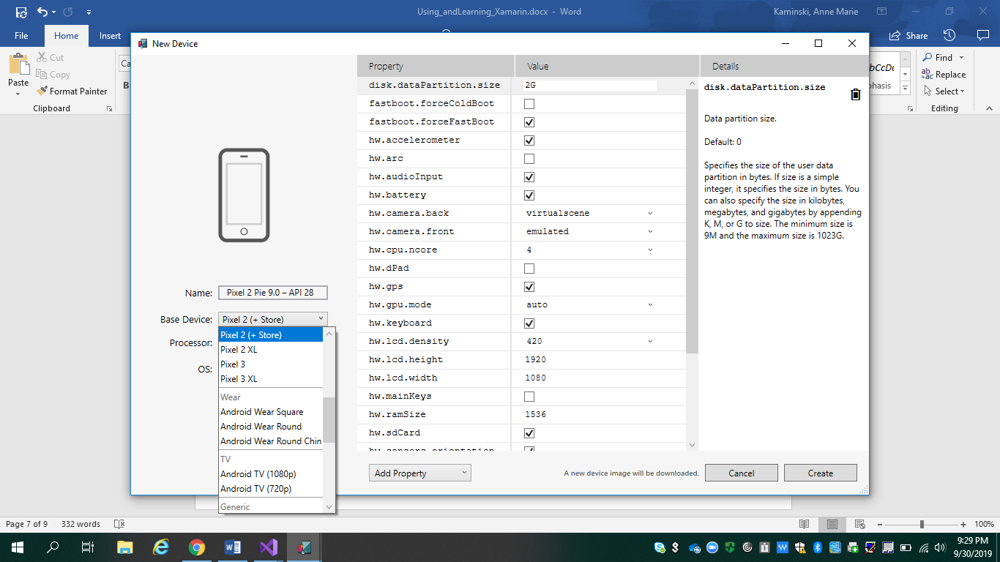 Using_andLearning_Xamarin.docx - Word
Kaminski, Anne Marie
File
Home
Insert
Share
Paste
Cut
Copy
Format Painter
Clipboard
Ca
B
Find
Replace
Select
Editing
phasis
New Device
Property
Value
Details
disk.dataPartition.size
2G
fastboot.forceColdBoot
fastboot.forceFastBoot
hw.accelerometer
hw.arc
hw.audioInput
hw.battery
hw.camera.back
virtualscene
hw.camera.front
emulated
hw.cpu.ncore
4
hw.dPad
hw.gps
hw.gpu.mode
auto
hw.keyboard
hw.lcd.density
420
hw.lcd.height
1920
hw.lcd.width
1080
hw.mainKeys
hw.ramSize
1536
hw.sdCard
hw.sensors.orientation
disk.dataPartition.size
Data partition size.
Default: 0
Specifies the size of the user data
partition in bytes. If size is a simple
integer, it specifies the size in bytes. You
can also specify the size in kilobytes,
megabytes, and gigabytes by appending
K, M, or G to size. The minimum size is
9M and the maximum size is 1023G.
Name:
Pixel 2 Pie 9.0 – API 28
Base Device:
Pixel 2 (+ Store)
Processor:
OS:
Pixel 2 (+ Store)
Pixel 2 XL
Pixel 3
Pixel 3 XL
Wear
Android Wear Square
Android Wear Round
Android Wear Round Chin
TV
Android TV (1080p)
Android TV (720p)
Generic
Add Property
A new device image will be downloaded.
Cancel
Create
Page 7 of 9
332 words
100%
9:29 PM
9/30/2019